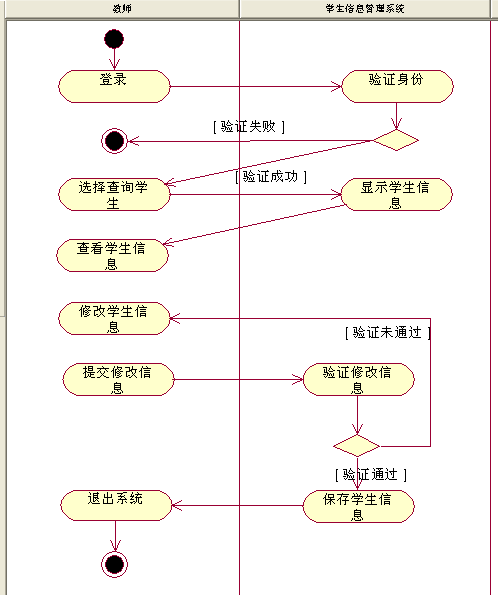 教师
学生信息管理系统
登录
验证身份
[ 验证失败 ]
[ 验证成功 ]
选择查询学
生
显示学生信
息
查看学生信
息
修改学生信
息
[ 验证未通过 ]
提交修改信
息
验证修改信
息
[ 验证通过 ]
退出系统
保存学生信
息